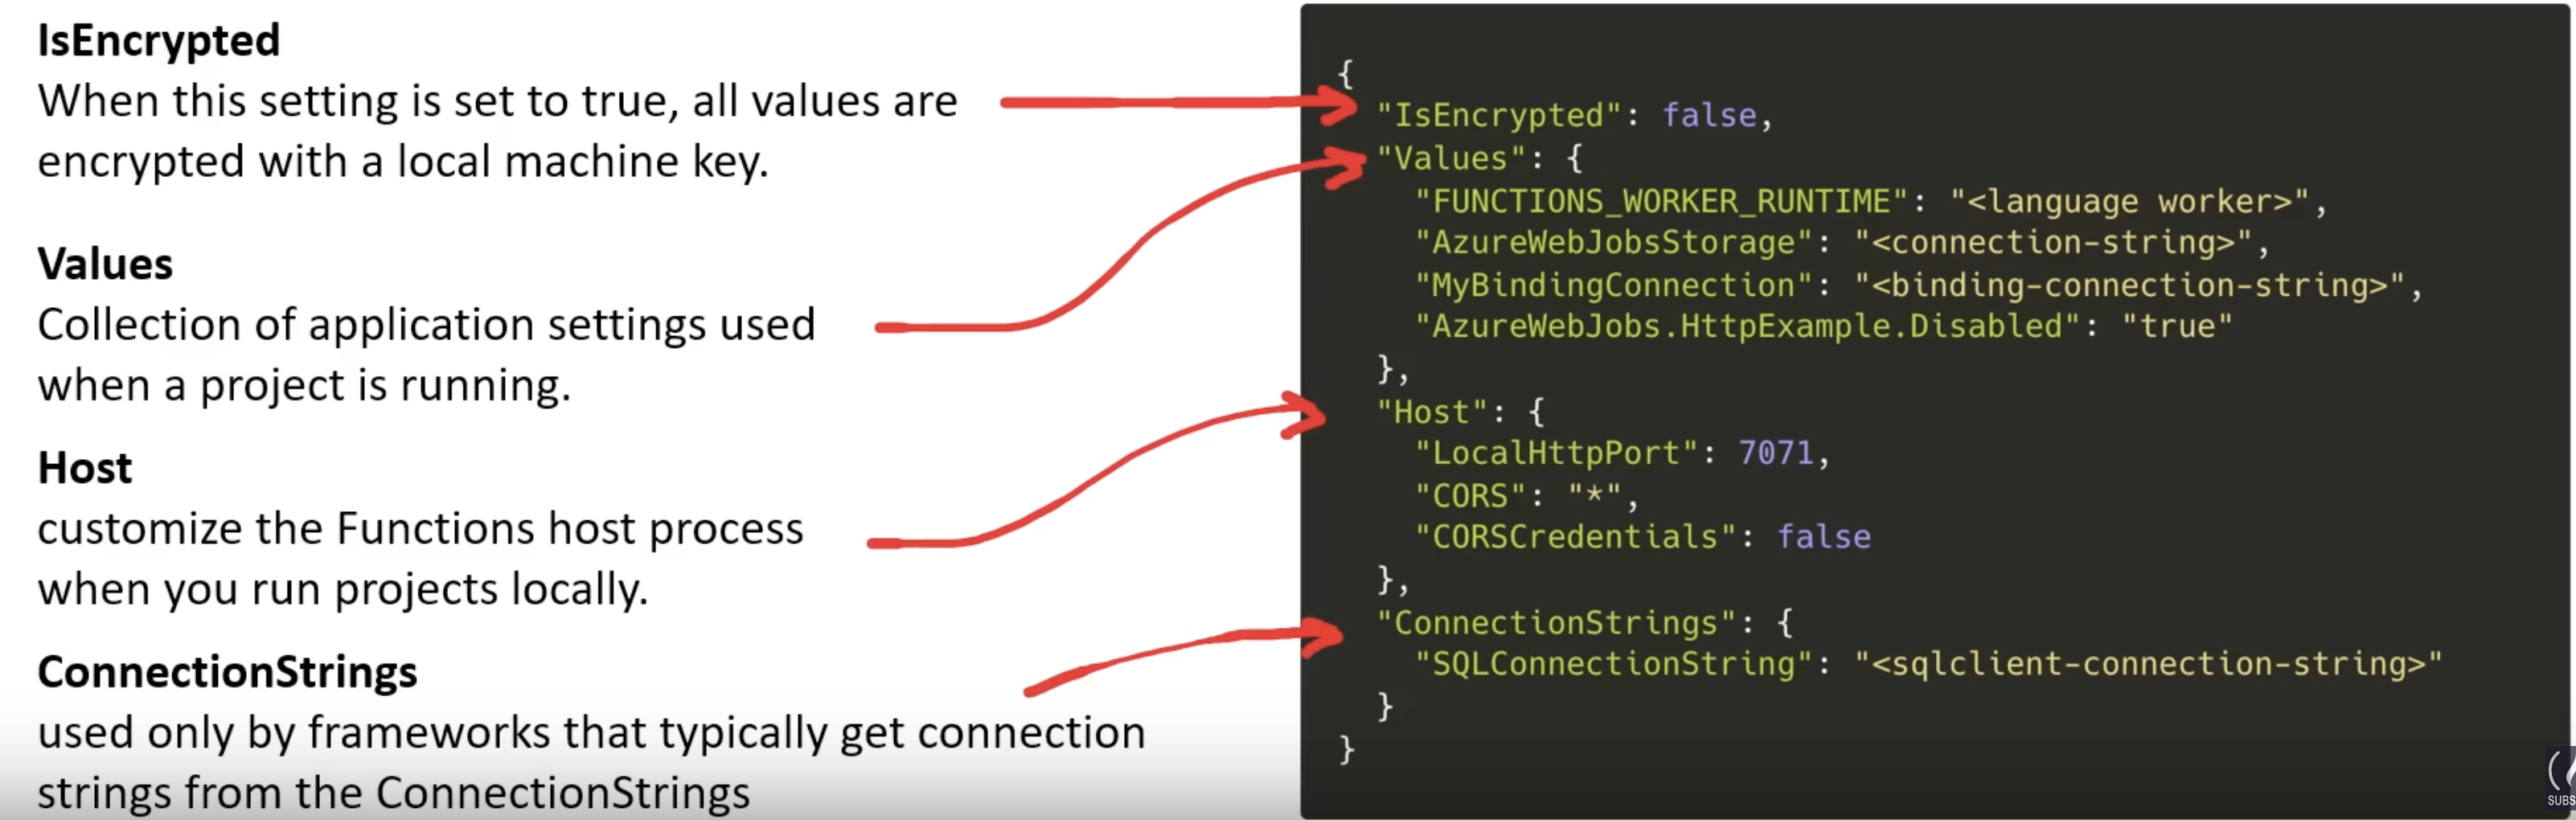 IsEncrypted
When this setting is set to true, all values are
encrypted with a local machine key.
Values
Collection of application settings used
when a project is running.
Host
customize the Functions host process
when you run projects locally.
ConnectionStrings
used only by frameworks that typically get connection
strings from the ConnectionStrings
{
"IsEncrypted": false,
"Values": {
"FUNCTIONS_WORKER_RUNTIME": "<language worker>",
"AzureWebJobsStorage": "<connection-string>",
"MyBindingConnection": "<binding-connection-string>",
"AzureWebJobs.HttpExample.Disabled": "true"
},
"Host": {
"LocalHttpPort": 7071,
"CORS": "*",
"CORSCredentials": false
},
"ConnectionStrings": {
"SQLConnectionString": "<sqlclient-connection-string>"
}
}
SUBS